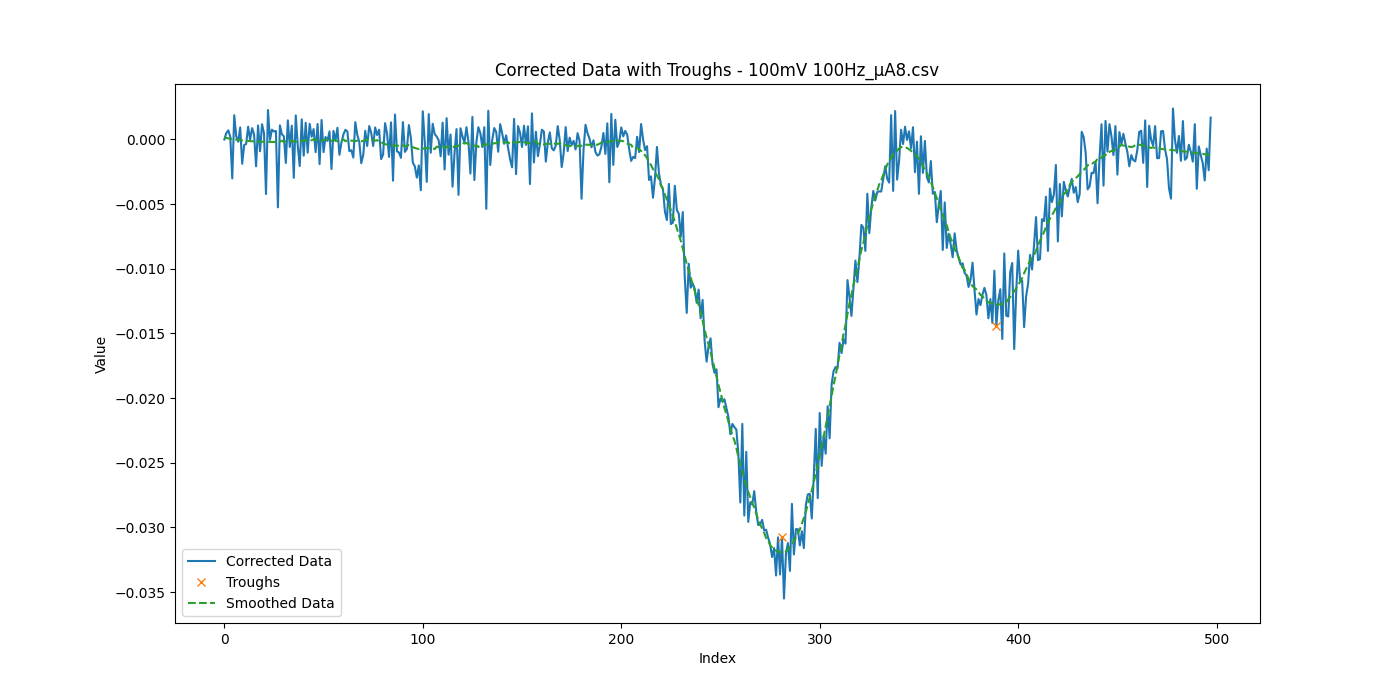 Corrected Data with Troughs - 100mV 100Hz_µA8.csv
0.000
−0.005
−0.010
−0.015
−0.020
−0.025
−0.030
−0.035
Value
Corrected Data
Troughs
Smoothed Data
0 100 200 300 400 500
Index